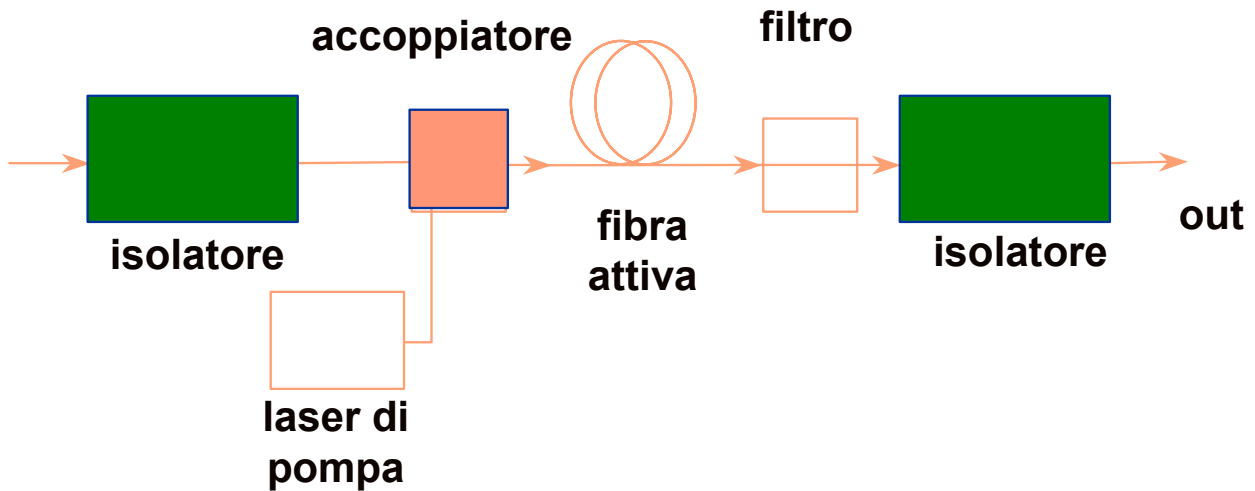 accoppiatore
filtro
isolatore
fibra
attiva
isolatore
out
laser di
pompa